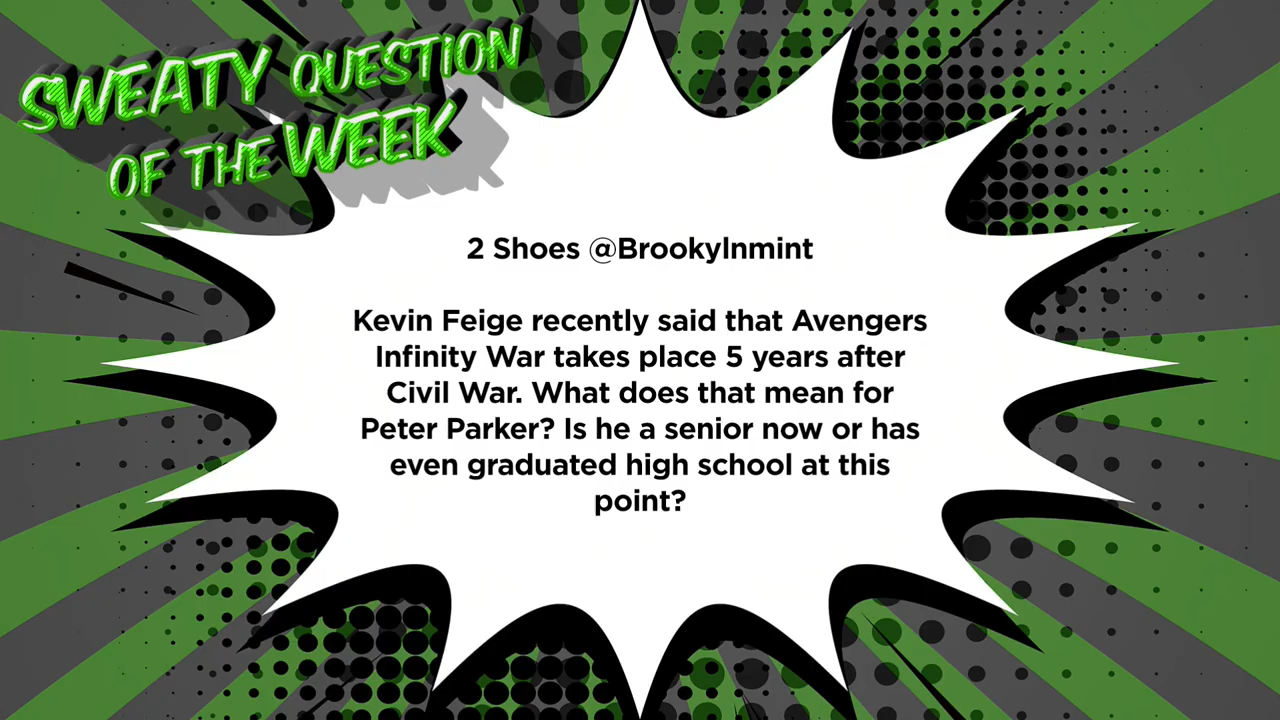 SWEATY QUESTION
OF THE WEEK
2 Shoes @Brookylnmint
Kevin Feige recently said that Avengers
Infinity War takes place 5 years after
Civil War. What does that mean for
Peter Parker? Is he a senior now or has
even graduated high school at this
point?